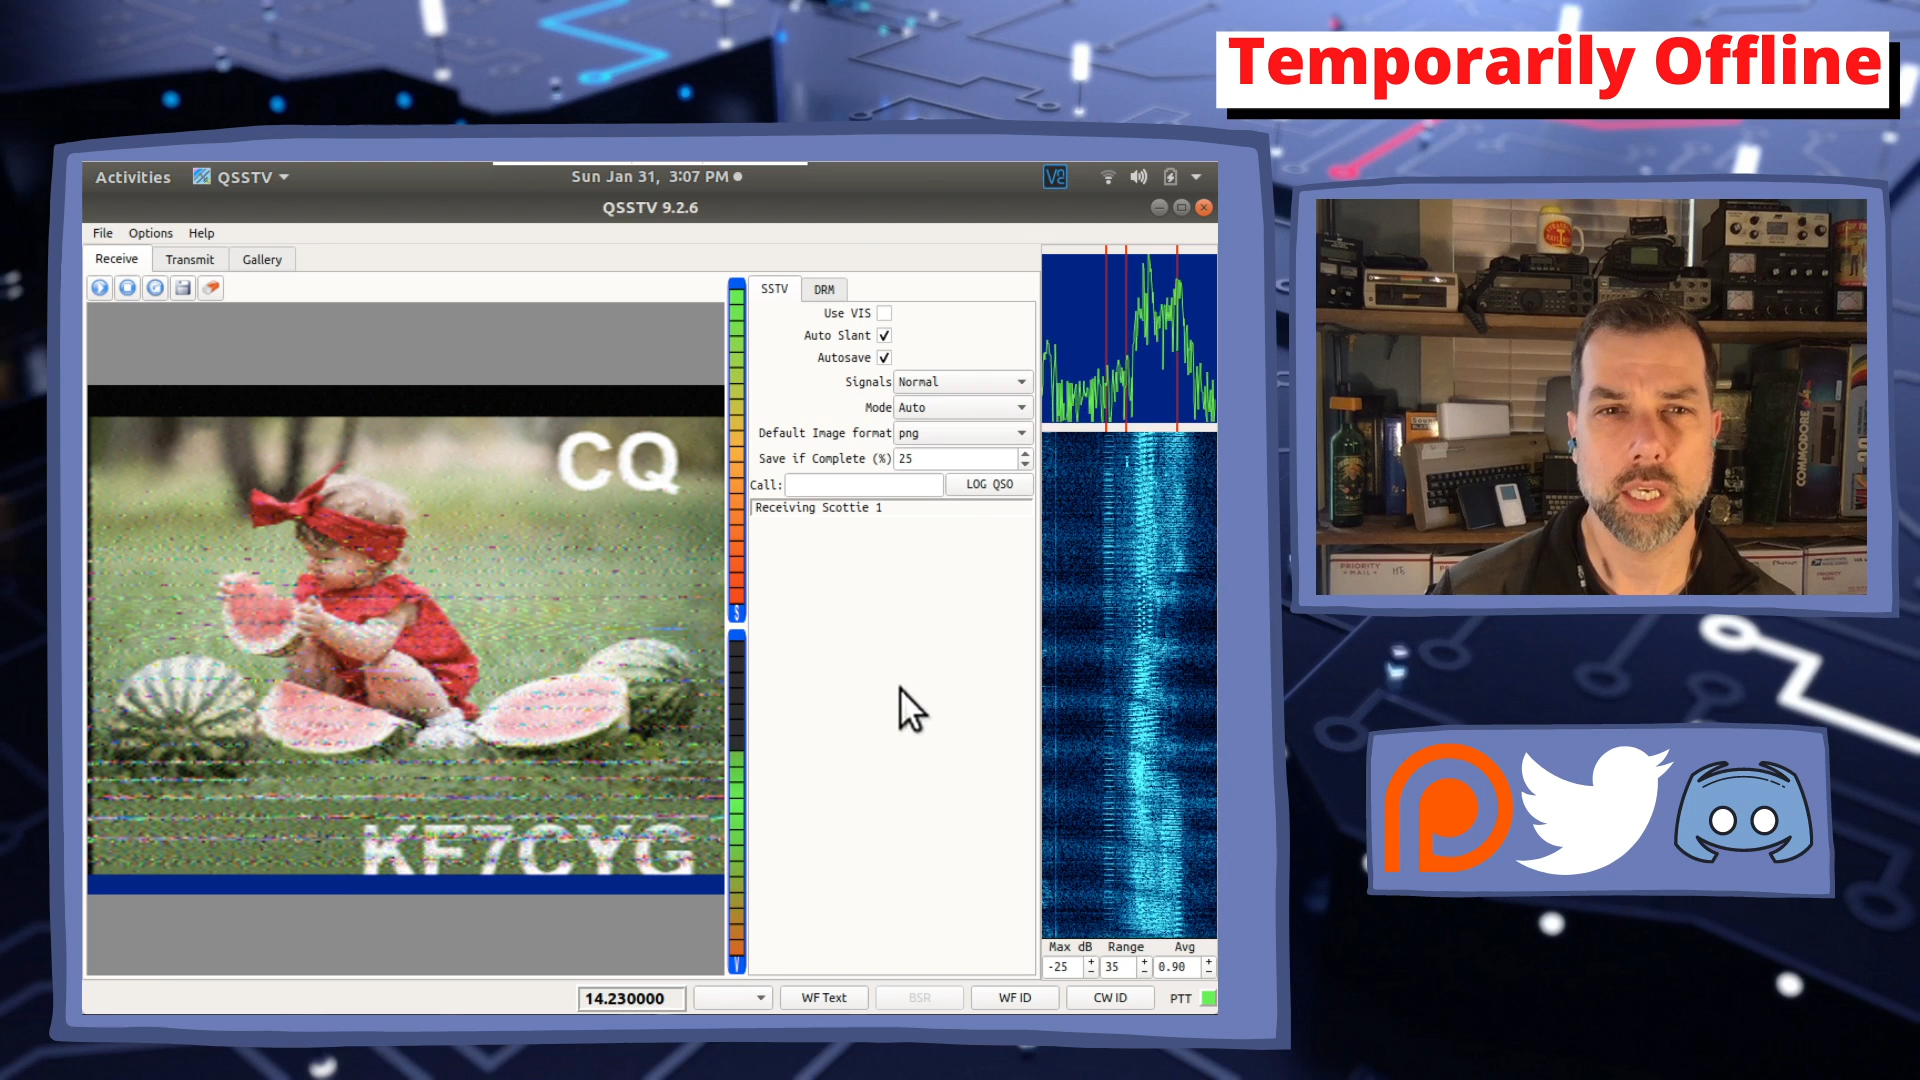 Temporarily Offline
Activities QSSTV Sun Jan 31, 3:07 PM
QSSTV 9.2.6
File Options Help
Receive Transmit Gallery
SSTV DRM
Use VIS
Auto Slant
Autosave
Signals Normal
Mode Auto
Default Image format png
Save if Complete (%) 25
Call: LOG QSO
Receiving Scottie 1
CQ
KF7CYG
S
V
Max dB Range Avg
-25 + - 35 + - 0.90 + -
14.230000 WF Text BSR WF ID CW ID PTT
COMMODORE
PRIORITY
MAIL